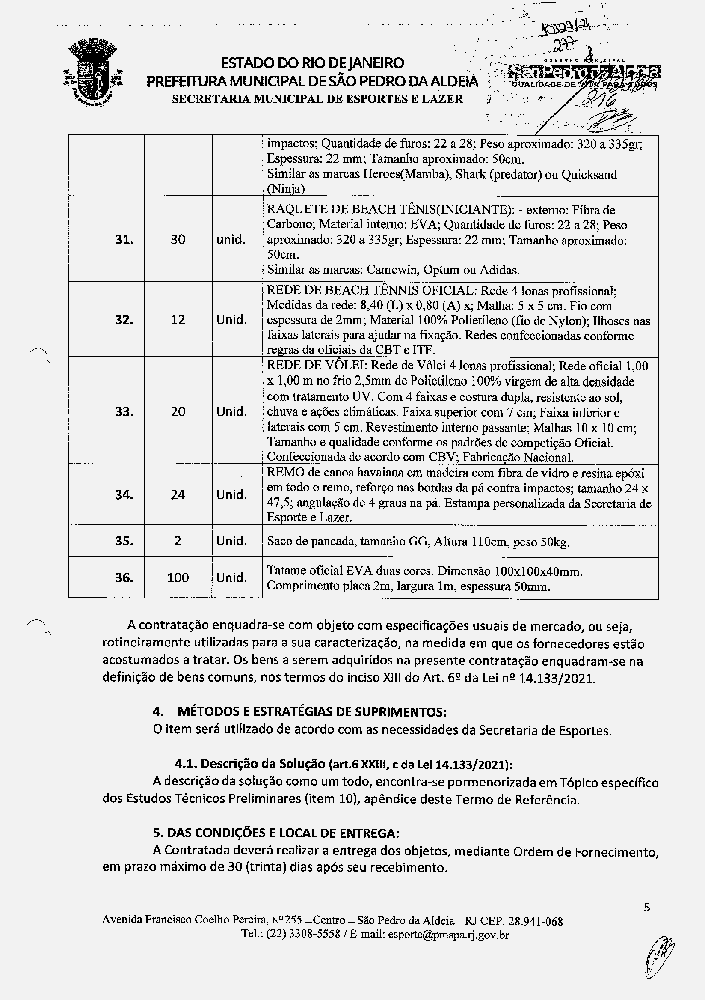 10127/24
277
GOVERNO MUNICIPAL
São Pedro da Aldeia
QUALIDADE DE VIDA PARA TODOS
216
ESTADO DO RIO DE JANEIRO
PREFEITURA MUNICIPAL DE SÃO PEDRO DA ALDEIA
SECRETARIA MUNICIPAL DE ESPORTES E LAZER
impactos; Quantidade de furos: 22 a 28; Peso aproximado: 320 a 335gr;
Espessura: 22 mm; Tamanho aproximado: 50cm.
Similar as marcas Heroes(Mamba), Shark (predator) ou Quicksand
(Ninja)
RAQUETE DE BEACH TÊNIS(INICIANTE): - externo: Fibra de
Carbono; Material interno: EVA; Quantidade de furos: 22 a 28; Peso
31. 30 unid. aproximado: 320 a 335gr; Espessura: 22 mm; Tamanho aproximado:
50cm.
Similar as marcas: Camewin, Optum ou Adidas.
REDE DE BEACH TÊNNIS OFICIAL: Rede 4 lonas profissional;
Medidas da rede: 8,40 (L) x 0,80 (A) x; Malha: 5 x 5 cm. Fio com
32. 12 Unid. espessura de 2mm; Material 100% Polietileno (fio de Nylon); Ilhoses nas
faixas laterais para ajudar na fixação. Redes confeccionadas conforme
regras da oficiais da CBT e ITF.
REDE DE VÔLEI: Rede de Vôlei 4 lonas profissional; Rede oficial 1,00
x 1,00 m no frio 2,5mm de Polietileno 100% virgem de alta densidade
com tratamento UV. Com 4 faixas e costura dupla, resistente ao sol,
33. 20 Unid. chuva e ações climáticas. Faixa superior com 7 cm; Faixa inferior e
laterais com 5 cm. Revestimento interno passante; Malhas 10 x 10 cm;
Tamanho e qualidade conforme os padrões de competição Oficial.
Confeccionada de acordo com CBV; Fabricação Nacional.
REMO de canoa havaiana em madeira com fibra de vidro e resina epóxi
34. 24 Unid. em todo o remo, reforço nas bordas da pá contra impactos; tamanho 24 x
47,5; angulação de 4 graus na pá. Estampa personalizada da Secretaria de
Esporte e Lazer.
35. 2 Unid. Saco de pancada, tamanho GG, Altura 110cm, peso 50kg.
36. 100 Unid. Tatame oficial EVA duas cores. Dimensão 100x100x40mm.
Comprimento placa 2m, largura 1m, espessura 50mm.
A contratação enquadra-se com objeto com especificações usuais de mercado, ou seja,
rotineiramente utilizadas para a sua caracterização, na medida em que os fornecedores estão
acostumados a tratar. Os bens a serem adquiridos na presente contratação enquadram-se na
definição de bens comuns, nos termos do inciso XIII do Art. 6º da Lei nº 14.133/2021.
4. MÉTODOS E ESTRATÉGIAS DE SUPRIMENTOS:
O item será utilizado de acordo com as necessidades da Secretaria de Esportes.
4.1. Descrição da Solução (art.6 XXIII, c da Lei 14.133/2021):
A descrição da solução como um todo, encontra-se pormenorizada em Tópico específico
dos Estudos Técnicos Preliminares (item 10), apêndice deste Termo de Referência.
5. DAS CONDIÇÕES E LOCAL DE ENTREGA:
A Contratada deverá realizar a entrega dos objetos, mediante Ordem de Fornecimento,
em prazo máximo de 30 (trinta) dias após seu recebimento.
5
Avenida Francisco Coelho Pereira, Nº255 –Centro – São Pedro da Aldeia –RJ CEP: 28.941-068
Tel.: (22) 3308-5558 / E-mail: esporte@pmspa.rj.gov.br